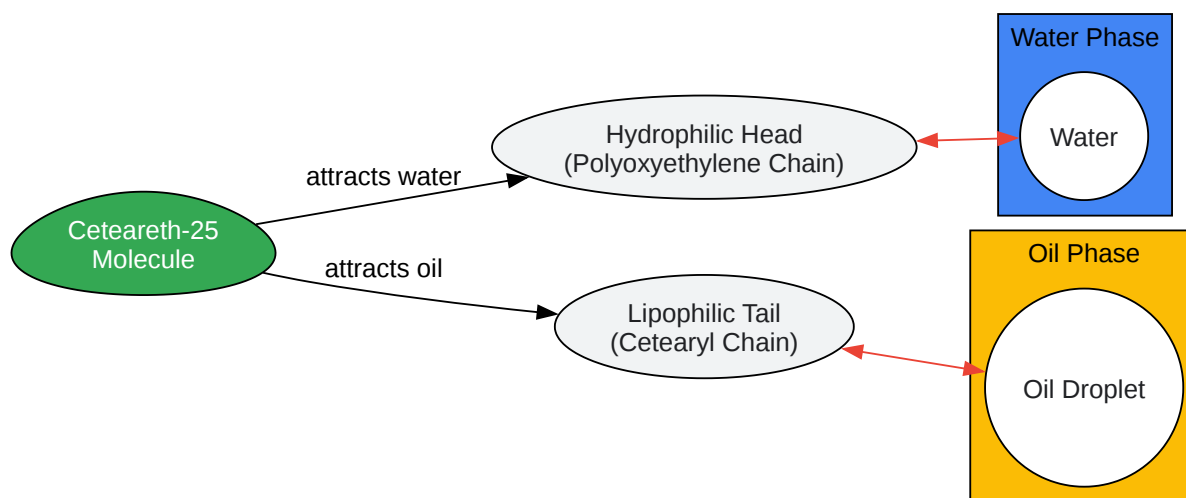 Ceteareth-25
Molecule
attracts water
attracts oil
Hydrophilic Head
(Polyoxyethylene Chain)
Lipophilic Tail
(Cetearyl Chain)
Water Phase
Water
Oil Phase
Oil Droplet